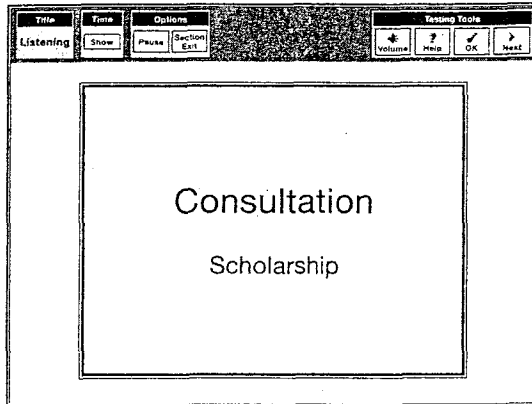 Title Time Options Testing Tools
Listening Show Pause Section Exit Volume ? Help OK Next
Consultation
Scholarship